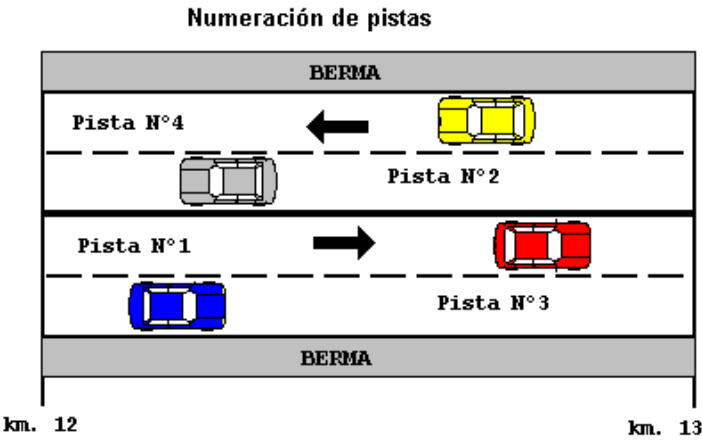 Numeración de pistas
BERMA
Pista N°4
Pista N°2
Pista N°1
Pista N°3
BERMA
km. 12
km. 13